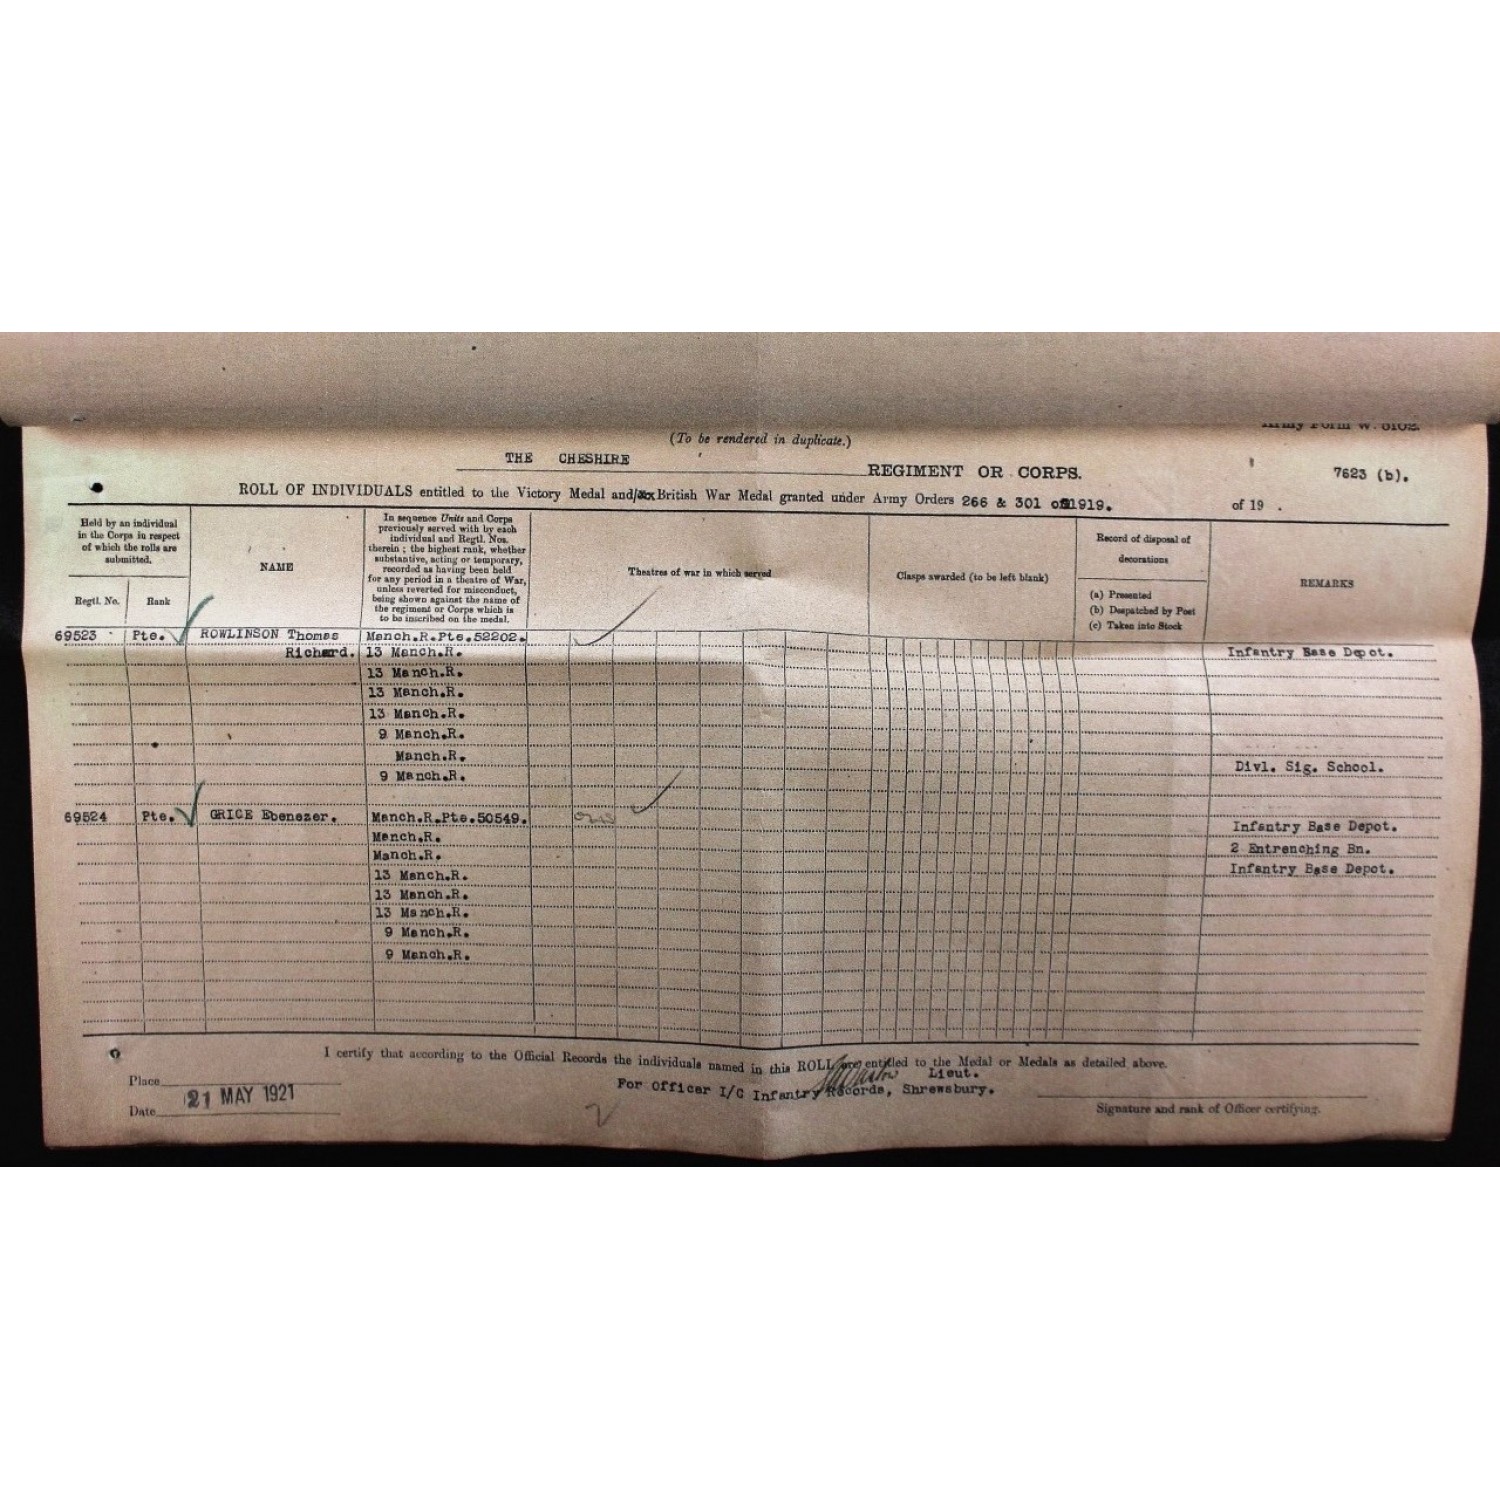 Army Form W. 5102.
(To be rendered in duplicate.)
THE CHESHIRE REGIMENT OR CORPS. 7623 (b).
ROLL OF INDIVIDUALS entitled to the Victory Medal and/or British War Medal granted under Army Orders 266 & 301 of 1919. of 19 .
Held by an individual
in the Corps in respect
of which the rolls are
submitted.
Regtl. No. Rank
NAME
In sequence Units and Corps
previously served with by each
individual and Regtl. Nos.
therein ; the highest rank, whether
substantive, acting or temporary,
recorded as having been held
for any period in a theatre of War,
unless reverted for misconduct,
being shown against the name of
the regiment or Corps which is
to be inscribed on the medal.
Theatres of war in which served
Clasps awarded (to be left blank)
Record of disposal of
decorations
(a) Presented
(b) Despatched by Post
(c) Taken into Stock
REMARKS
69523 Pte. ROWLINSON Thomas Manch.R.Pte.52202.
Richard. 13 Manch.R. Infantry Base Depot.
13 Manch.R.
13 Manch.R.
13 Manch.R.
9 Manch.R.
Manch.R.
9 Manch.R. Divl. Sig. School.
69524 Pte. GRICE Ebenezer. Manch.R.Pte.50549.
Manch.R. Infantry Base Depot.
Manch.R. 2 Entrenching Bn.
13 Manch.R. Infantry Base Depot.
13 Manch.R.
13 Manch.R.
9 Manch.R.
9 Manch.R.
I certify that according to the Official Records the individuals named in this ROLL are entitled to the Medal or Medals as detailed above.
Place
Date 21 MAY 1921
Lieut.
For Officer I/C Infantry Records, Shrewsbury.
Signature and rank of Officer certifying.